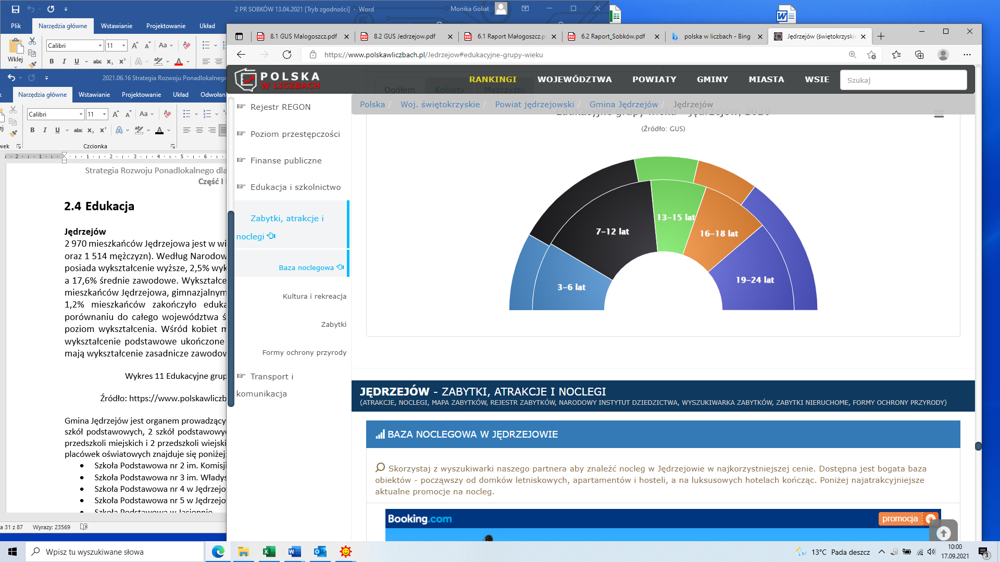 2 PR SOBKÓW 13.04.2021 [Tryb zgodności] - Word
Monika Goliat
Plik Narzędzia główne Wstawianie Projektowanie Układ
Wklej
Calibri 11
2021.06.16 Strategia Rozwoju Ponadlokalnego
Narzędzia główne Wstawianie Projektowanie Układ Odwołan
Calibri 11
Czcionka
Strategia Rozwoju Ponadlokalnego dla
Część I
2.4 Edukacja
Jędrzejów
2 970 mieszkańców Jędrzejowa jest w wi
oraz 1 514 mężczyzn). Według Narodow
posiada wykształcenie wyższe, 2,5% wyk
a 17,6% średnie zawodowe. Wykształce
mieszkańców Jędrzejowa, gimnazjalnym
1,2% mieszkańców zakończyło eduka
porównaniu do całego województwa ś
poziom wykształcenia. Wśród kobiet m
wykształcenie podstawowe ukończone
mają wykształcenie zasadnicze zawodow
Wykres 11 Edukacyjne grup
Źródło: https://www.polskawliczb
Gmina Jędrzejów jest organem prowadzący
szkół podstawowych, 2 szkół podstawowyc
przedszkoli miejskich i 2 przedszkoli wiejski
placówek oświatowych znajduje się poniżej:
• Szkoła Podstawowa nr 2 im. Komisji
• Szkoła Podstawowa nr 3 im. Władys
• Szkoła Podstawowa nr 4 w Jędrzejo
• Szkoła Podstawowa nr 5 w Jędrzejo
• Szkoła Podstawowa w Jasionnie
a 31 z 87 Wyrazy: 23569
8.1 GUS Malogoszcz.pdf
8.2 GUS Jedrzejow.pdf
6.1 Raport Małogoszcz.p
6.2 Raport_Sobków.pdf
polska w liczbach - Bing
Jędrzejów (świętokrzyski
https://www.polskawliczbach.pl/Jedrzejow#edukacyjne-grupy-wieku
POLSKA
W LICZBACH
RANKINGI WOJEWÓDZTWA POWIATY GMINY MIASTA WSIE
Szukaj
Ogółem Kobiety Mężczyźni
Polska / Woj. świętokrzyskie / Powiat jędrzejowski / Gmina Jędrzejów / Jędrzejów
Rejestr REGON
Poziom przestępczości
Finanse publiczne
Edukacja i szkolnictwo
Zabytki, atrakcje i
noclegi
Baza noclegowa
Kultura i rekreacja
Zabytki
Formy ochrony przyrody
Transport i
komunikacja
Edukacyjne grupy wieku - Jędrzejów, 2020
(Źródło: GUS)
3-6 lat
7-12 lat
13-15 lat
16-18 lat
19-24 lat
JĘDRZEJÓW - ZABYTKI, ATRAKCJE I NOCLEGI
(ATRAKCJE, NOCLEGI, MAPA ZABYTKÓW, REJESTR ZABYTKÓW, NARODOWY INSTYTUT DZIEDZICTWA, WYSZUKIWARKA ZABYTKÓW, ZABYTKI NIERUCHOME, FORMY OCHRONY PRZYRODY)
BAZA NOCLEGOWA W JĘDRZEJOWIE
Skorzystaj z wyszukiwarki naszego partnera aby znaleźć nocleg w Jędrzejowie w najkorzystniejszej cenie. Dostępna jest bogata baza
obiektów - począwszy od domków letniskowych, apartamentów i hosteli, a na luksusowych hotelach kończąc. Poniżej najatrakcyjniejsze
aktualne promocje na nocleg.
Booking.com
promocja
Wpisz tu wyszukiwane słowa
13°C Pada deszcz
10:00
17.09.2021
3